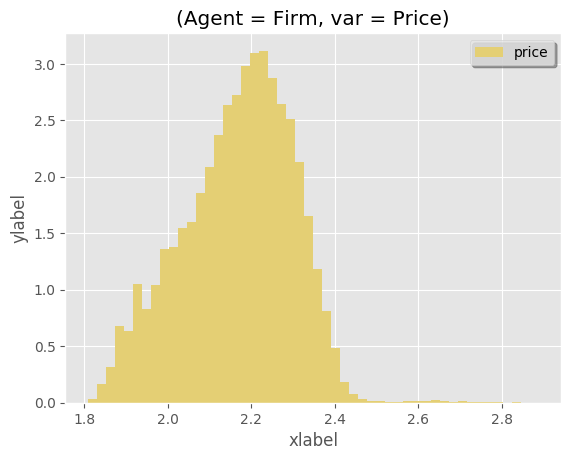 (Agent = Firm, var = Price)
price
3.0
2.5
2.0
1.5
1.0
0.5
0.0
ylabel
1.8 2.0 2.2 2.4 2.6 2.8
xlabel